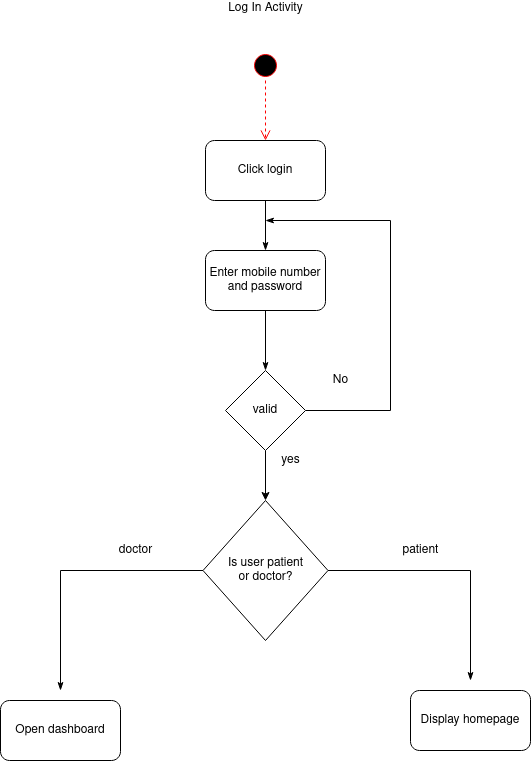 Log In Activity
Click login
Enter mobile number
and password
No
valid
yes
doctor
patient
Is user patient
or doctor?
Open dashboard
Display homepage